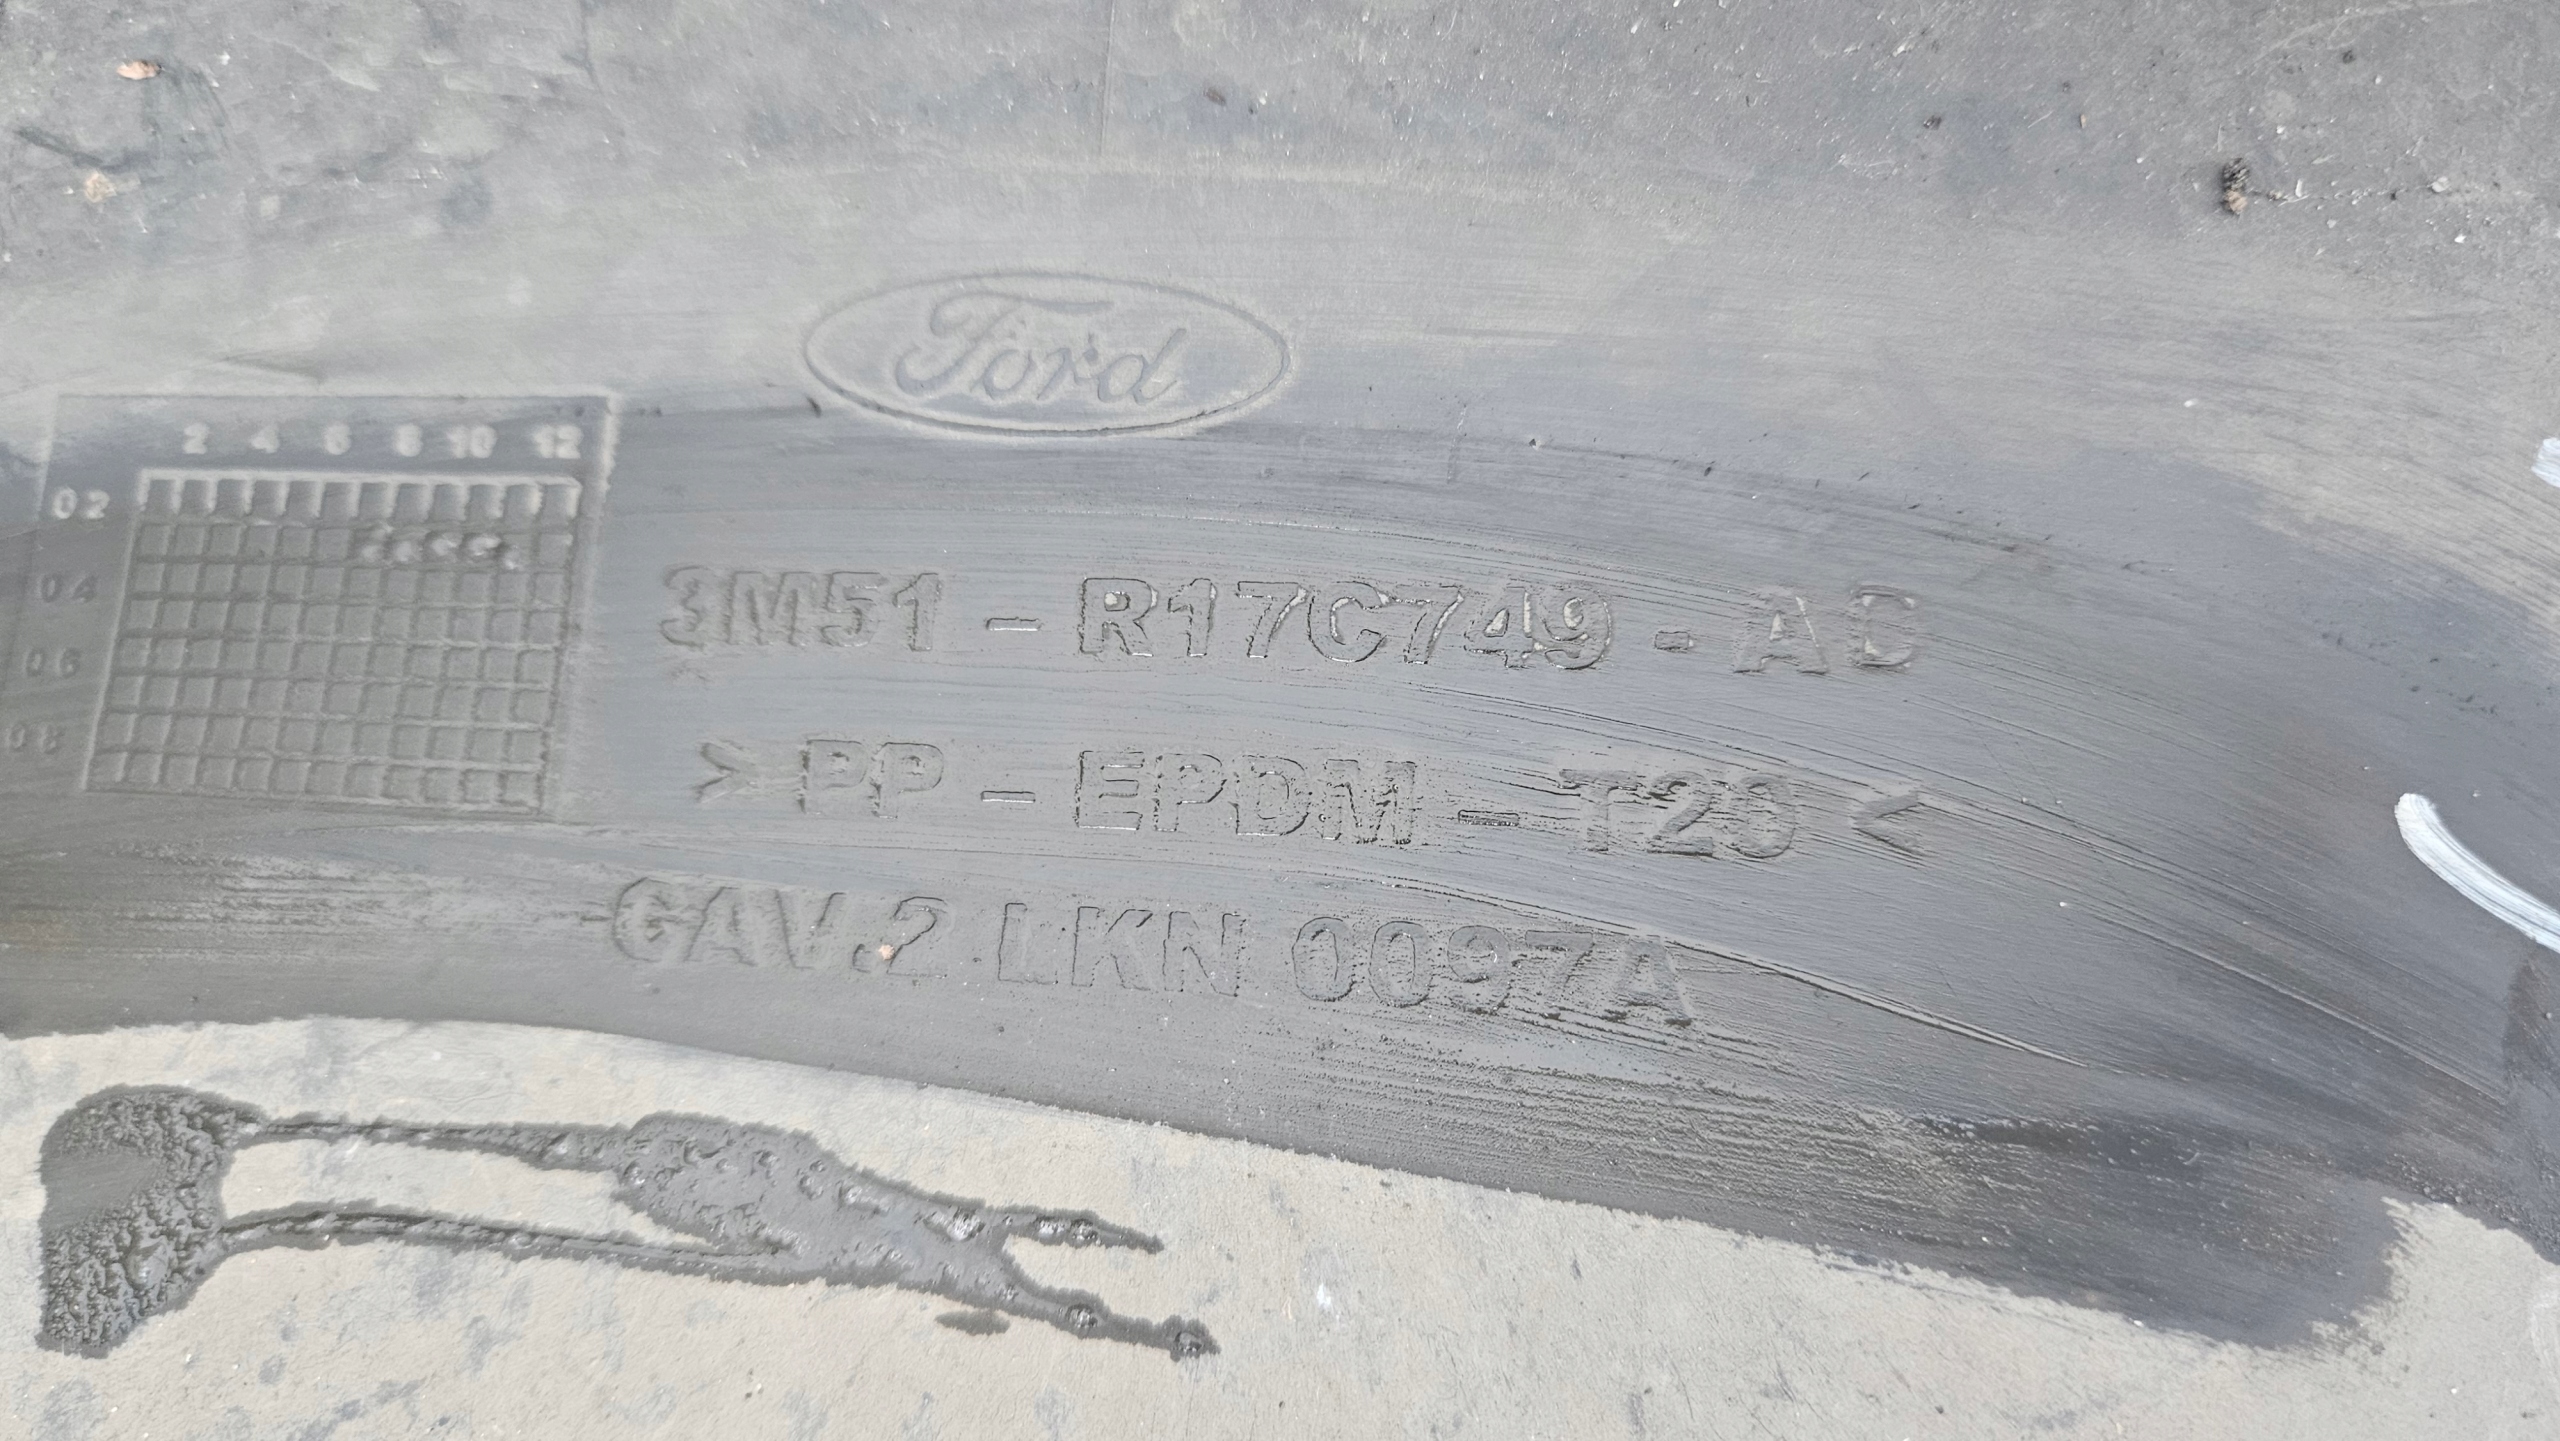 Ford
2 4 6 8 10 12
02
04
06
08
3M51 - R17C749 - AC
>PP - EPDM - T20<
CAV.2 LKN 0097A